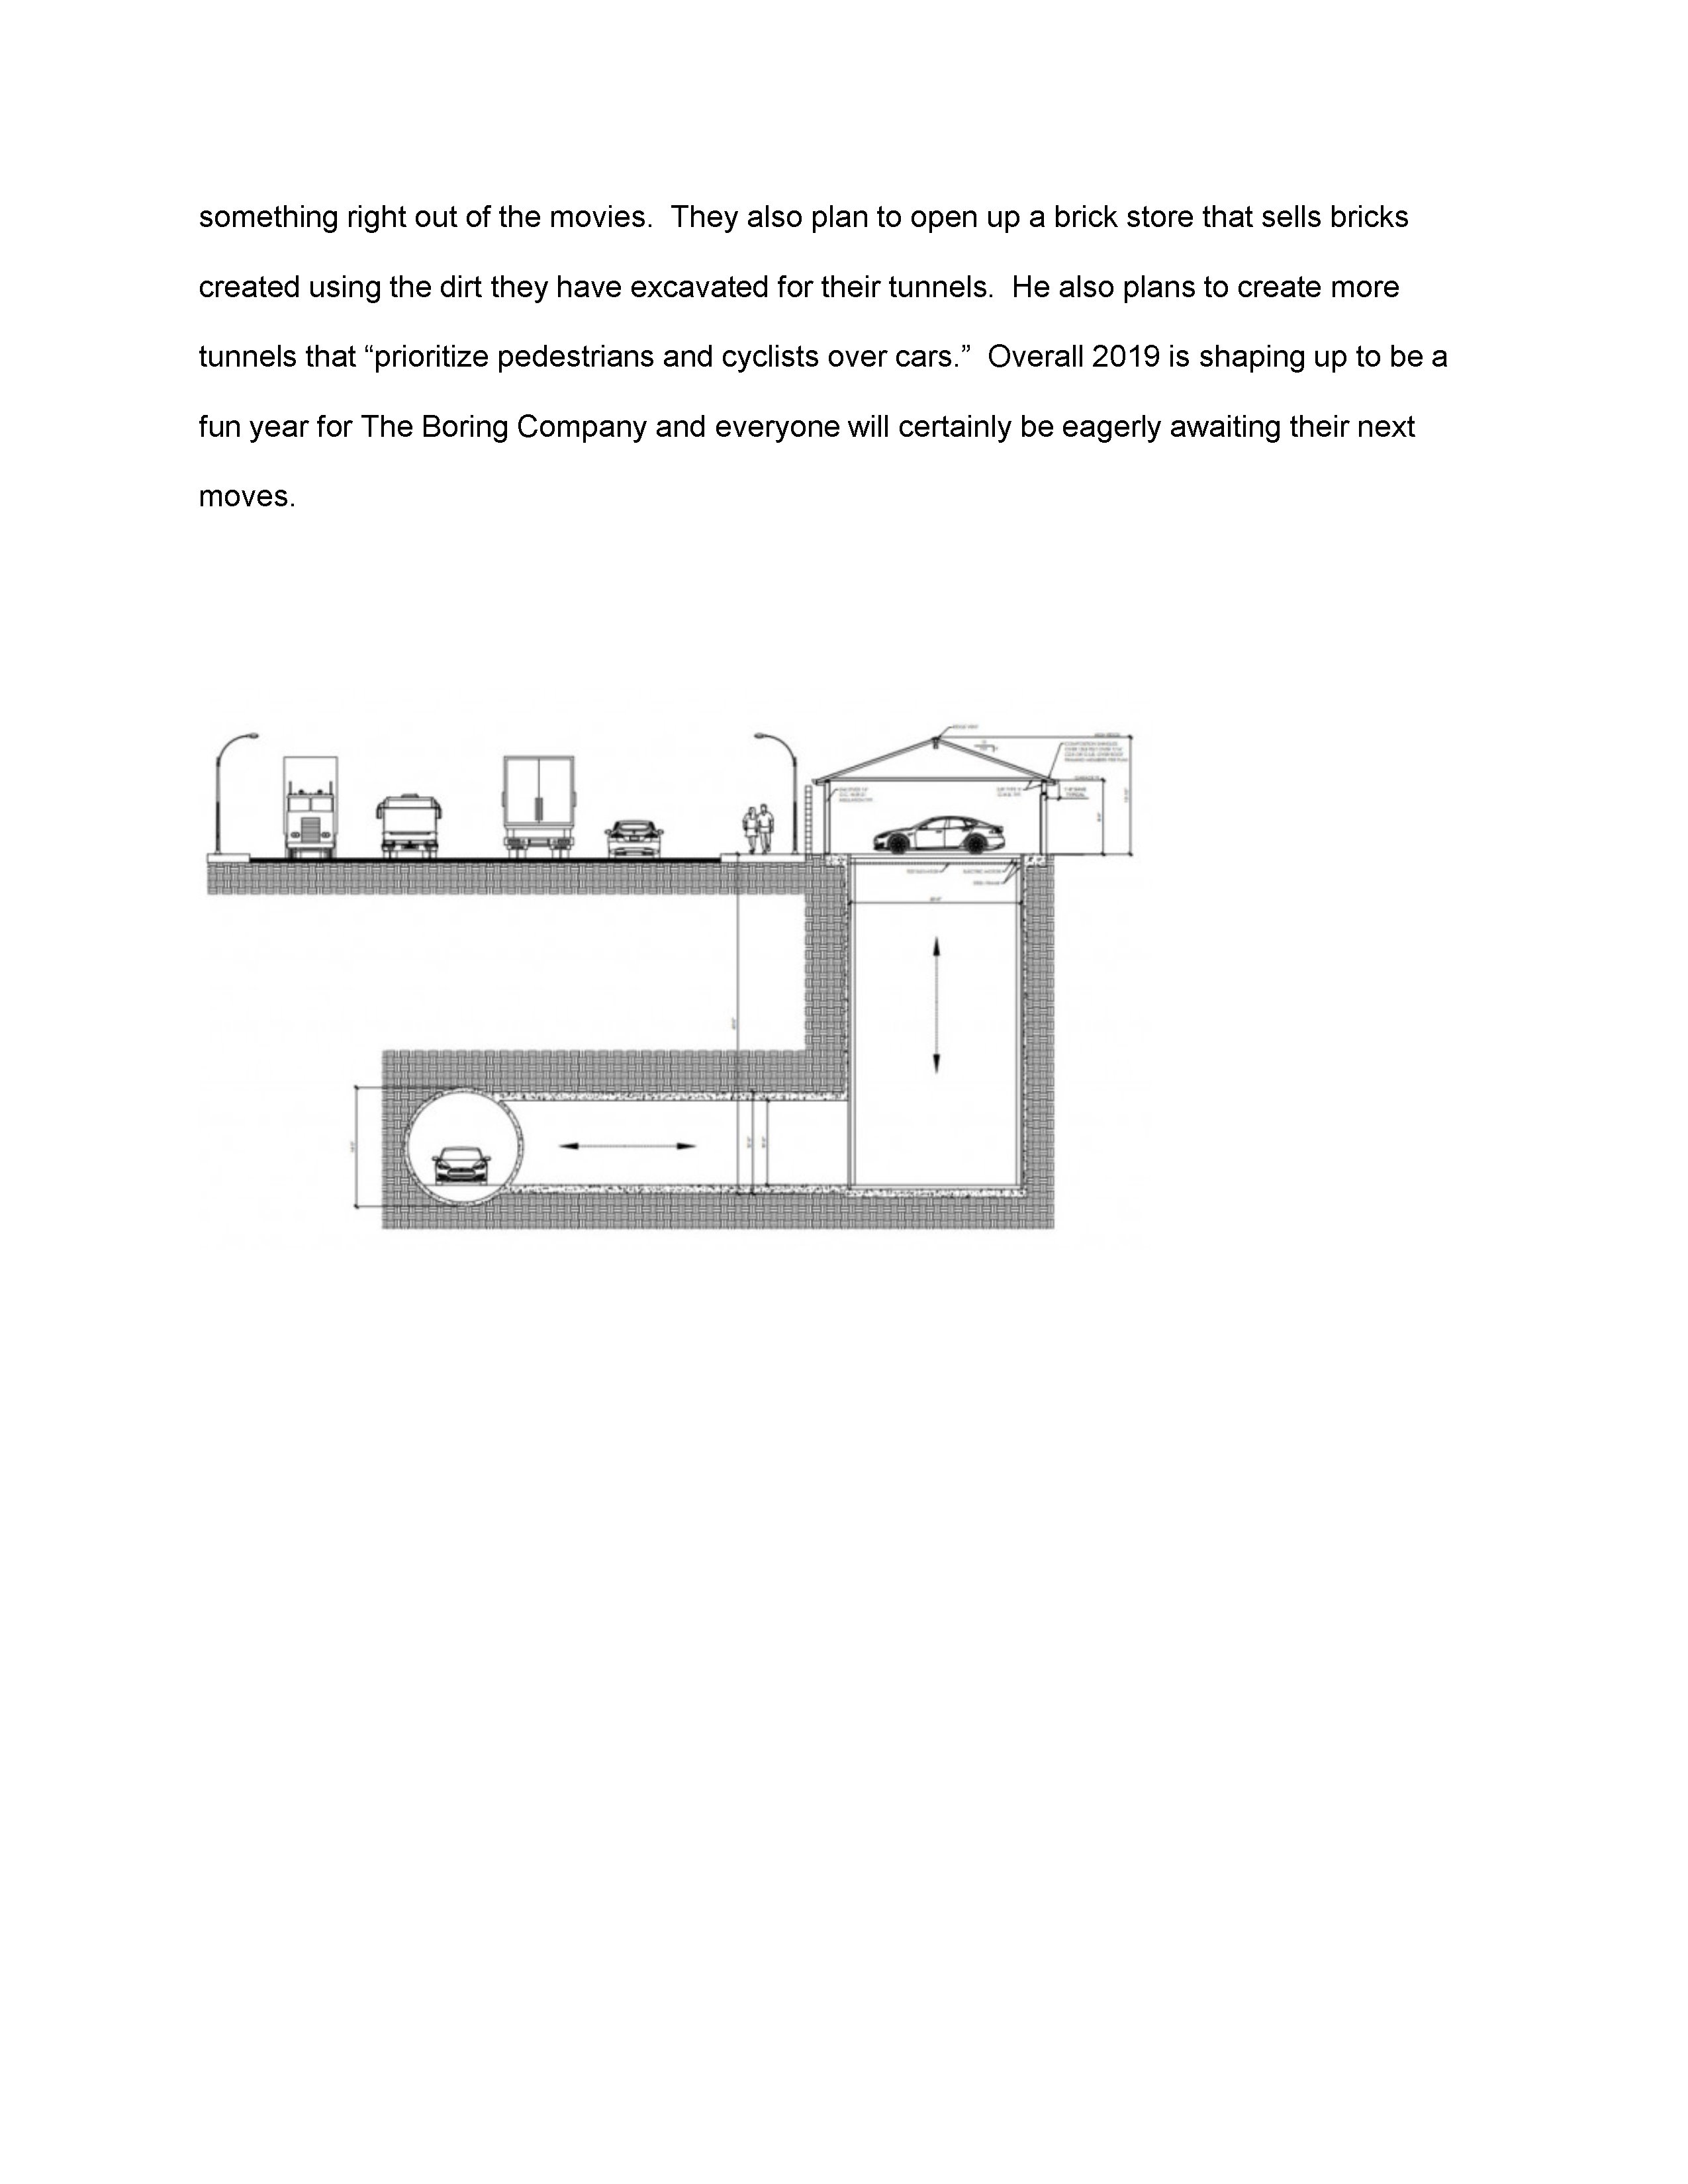 something right out of the movies.  They also plan to open up a brick store that sells bricks
created using the dirt they have excavated for their tunnels.  He also plans to create more
tunnels that “prioritize pedestrians and cyclists over cars.”  Overall 2019 is shaping up to be a
fun year for The Boring Company and everyone will certainly be eagerly awaiting their next
moves.
RIDGE VENT